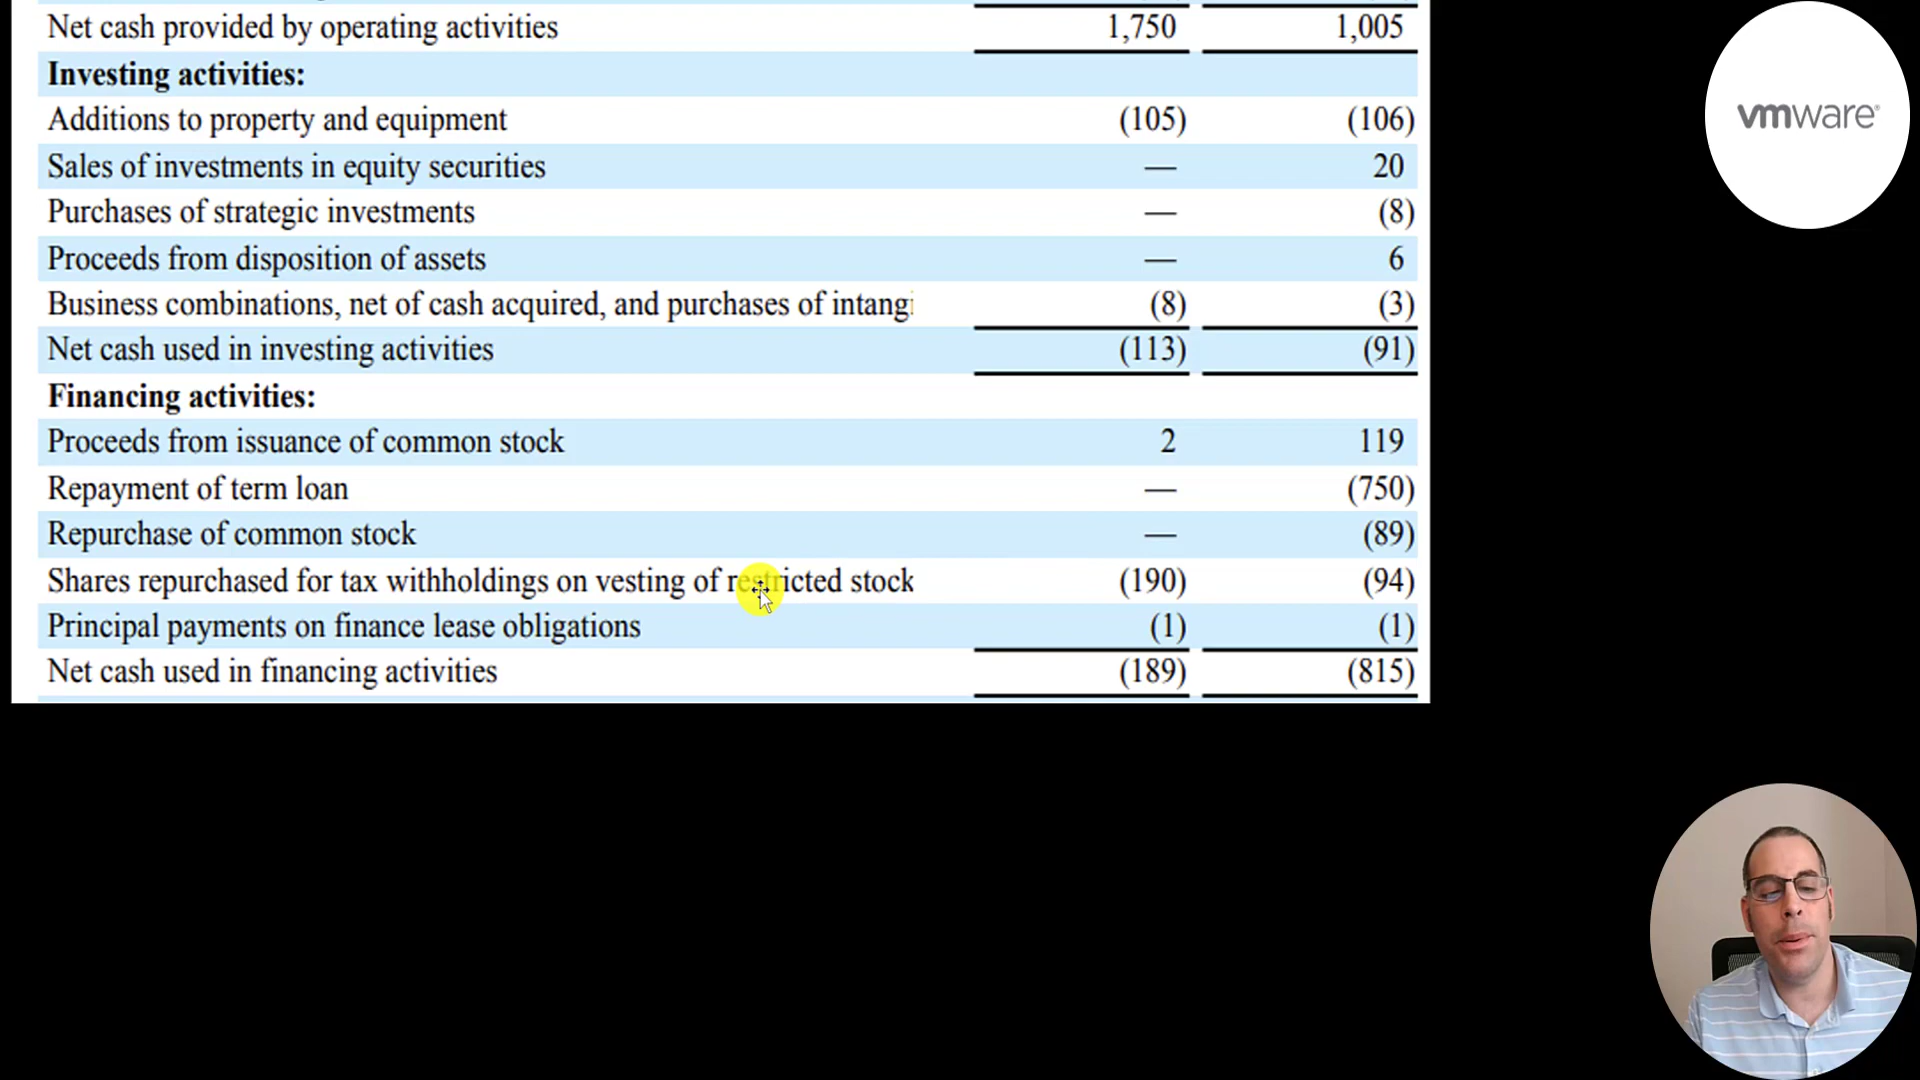 Net cash provided by operating activities 1,750 1,005
Investing activities:
Additions to property and equipment (105) (106)
Sales of investments in equity securities — 20
Purchases of strategic investments — (8)
Proceeds from disposition of assets — 6
Business combinations, net of cash acquired, and purchases of intangi (8) (3)
Net cash used in investing activities (113) (91)
Financing activities:
Proceeds from issuance of common stock 2 119
Repayment of term loan — (750)
Repurchase of common stock — (89)
Shares repurchased for tax withholdings on vesting of restricted stock (190) (94)
Principal payments on finance lease obligations (1) (1)
Net cash used in financing activities (189) (815)
vmware®